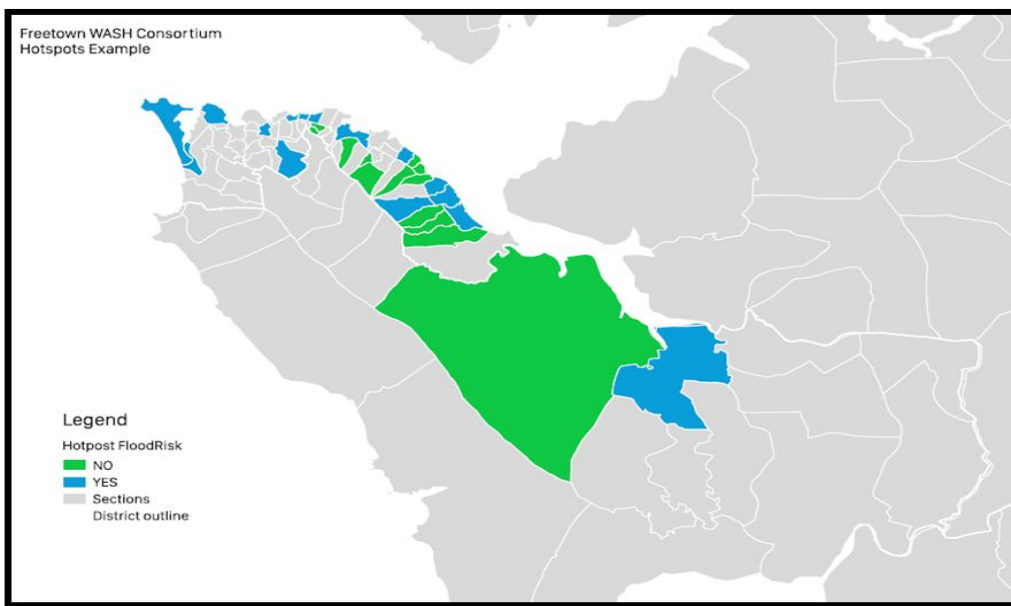 Freetown WASH Consortium
Hotspots Example
Legend
Hotpost FloodRisk
NO
YES
Sections
District outline